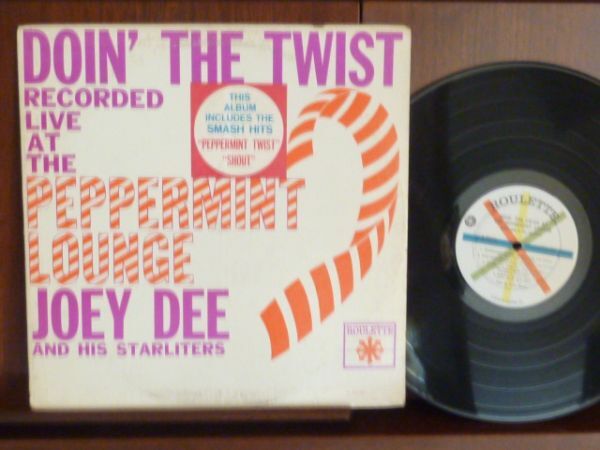 DOIN' THE TWIST
RECORDED
LIVE
AT
THE
THIS
ALBUM
INCLUDES THE
SMASH HITS
"PEPPERMINT TWIST"
"SHOUT"
PEPPERMINT
LOUNGE
JOEY DEE
AND HIS STARLITERS
ROULETTE
ROULETTE